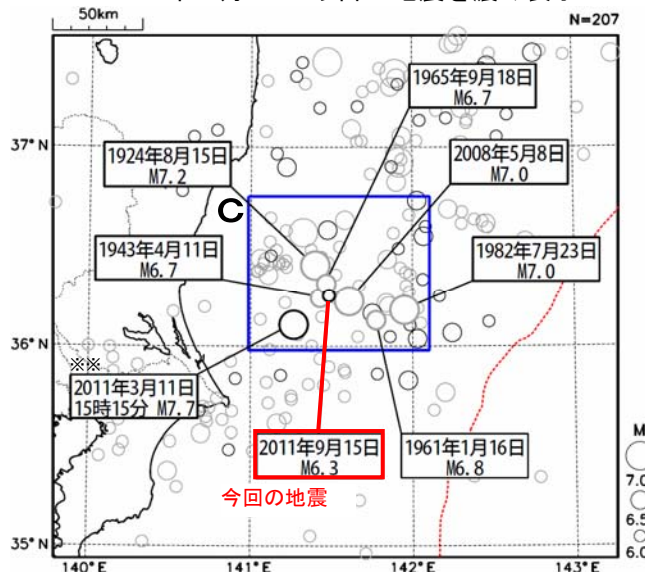 50km
N=207
1965年9月18日
M6.7
37°N
1924年8月15日
M7.2
2008年5月8日
M7.0
C
1943年4月11日
M6.7
1982年7月23日
M7.0
36°N
※※
2011年3月11日
15時15分 M7.7
2011年9月15日
M6.3
1961年1月16日
M6.8
今回の地震
M
7.0
6.5
6.0
35°N
140°E
141°E
142°E
143°E